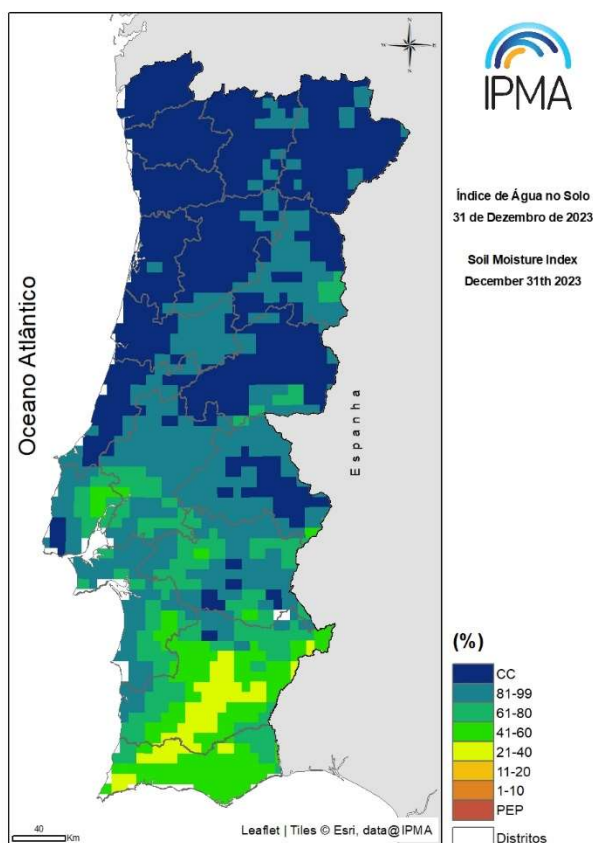 IPMA
Índice de Água no Solo
31 de Dezembro de 2023
Soil Moisture Index
December 31th 2023
N
W
E
S
Oceano Atlântico
Espanha
(%)
CC
81-99
61-80
41-60
21-40
11-20
1-10
PEP
Distritos
40
Km
Leaflet | Tiles © Esri, data@IPMA